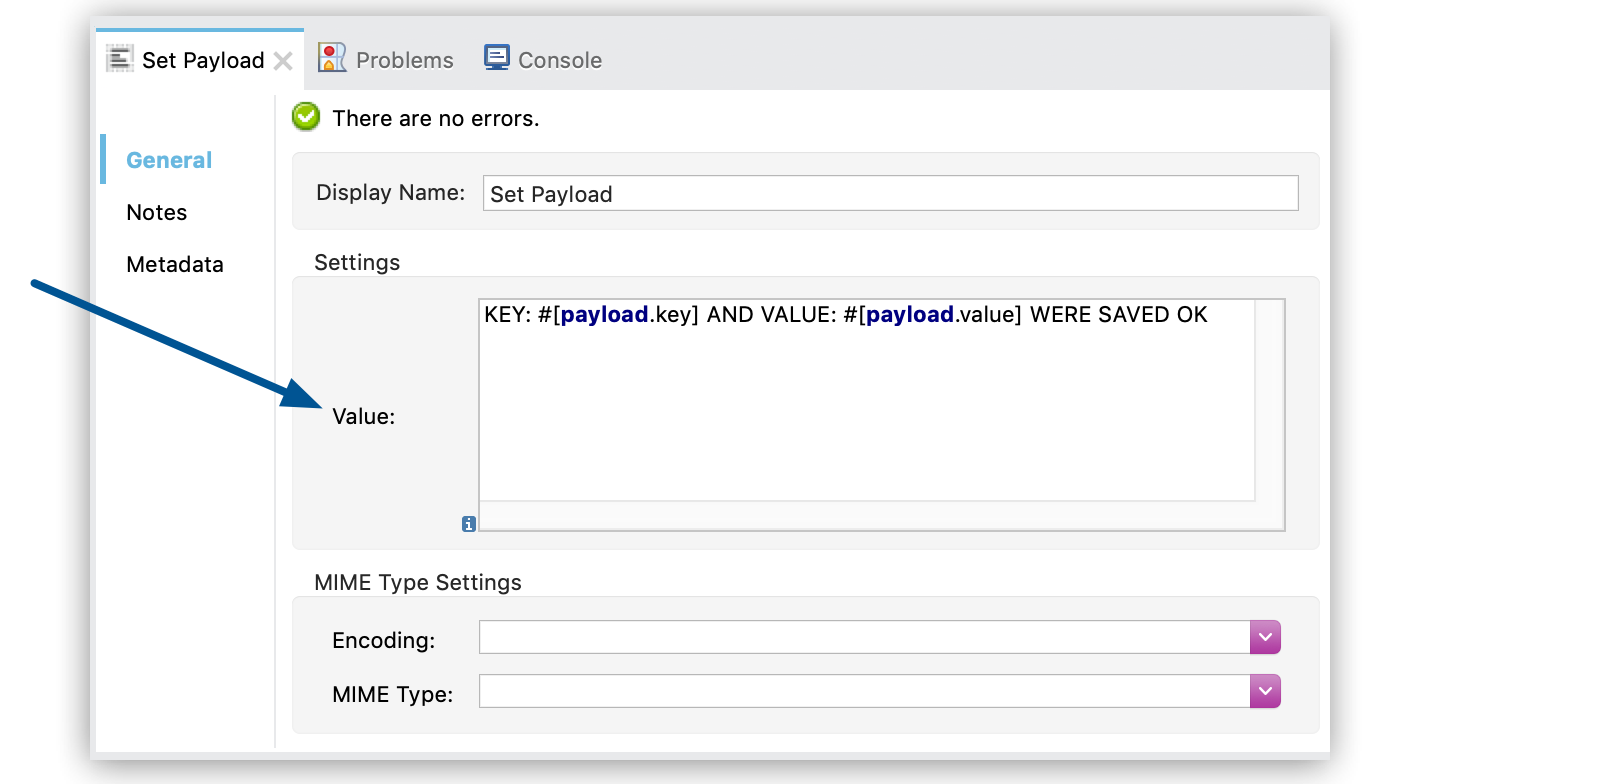 Set Payload
Problems
Console
There are no errors.
General
Notes
Metadata
Display Name:
Set Payload
Settings
Value:
KEY: #[payload.key] AND VALUE: #[payload.value] WERE SAVED OK
i
MIME Type Settings
Encoding:
MIME Type: